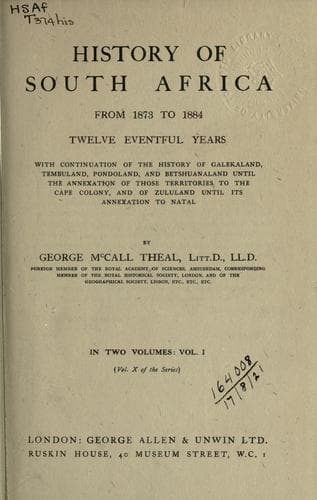 HSAf
T374his
HISTORY OF
SOUTH AFRICA
FROM 1873 TO 1884
TWELVE EVENTFUL YEARS
WITH CONTINUATION OF THE HISTORY OF GALEKALAND,
TEMBULAND, PONDOLAND, AND BETSHUANALAND UNTIL
THE ANNEXATION OF THOSE TERRITORIES TO THE
CAPE COLONY, AND OF ZULULAND UNTIL ITS
ANNEXATION TO NATAL
BY
GEORGE McCALL THEAL, LITT.D., LL.D.
FOREIGN MEMBER OF THE ROYAL ACADEMY OF SCIENCES, AMSTERDAM, CORRESPONDING
MEMBER OF THE ROYAL HISTORICAL SOCIETY, LONDON, AND OF THE
GEOGRAPHICAL SOCIETY, LISBON, ETC., ETC., ETC.
IN TWO VOLUMES: VOL. I
(Vol. X of the Series)
164008
17/8/21
LONDON: GEORGE ALLEN & UNWIN LTD.
RUSKIN HOUSE, 40 MUSEUM STREET, W.C. 1